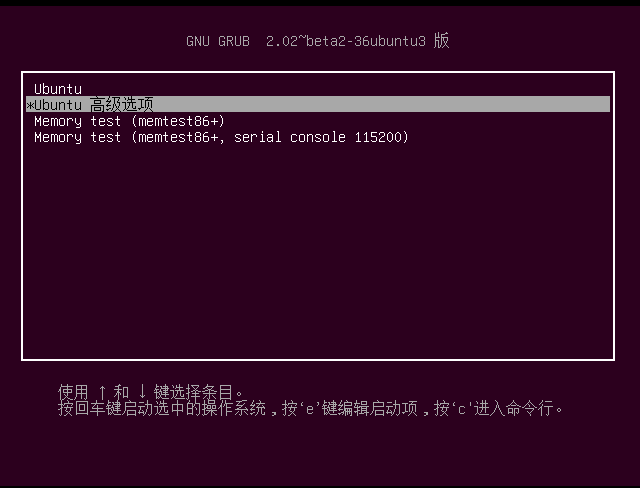 GNU GRUB  2.02~beta2-36ubuntu3 版
Ubuntu
*Ubuntu 高级选项
Memory test (memtest86+)
Memory test (memtest86+, serial console 115200)
使用 ↑ 和 ↓ 键选择条目。
按回车键启动选中的操作系统，按‘e’键编辑启动项，按‘c'进入命令行。